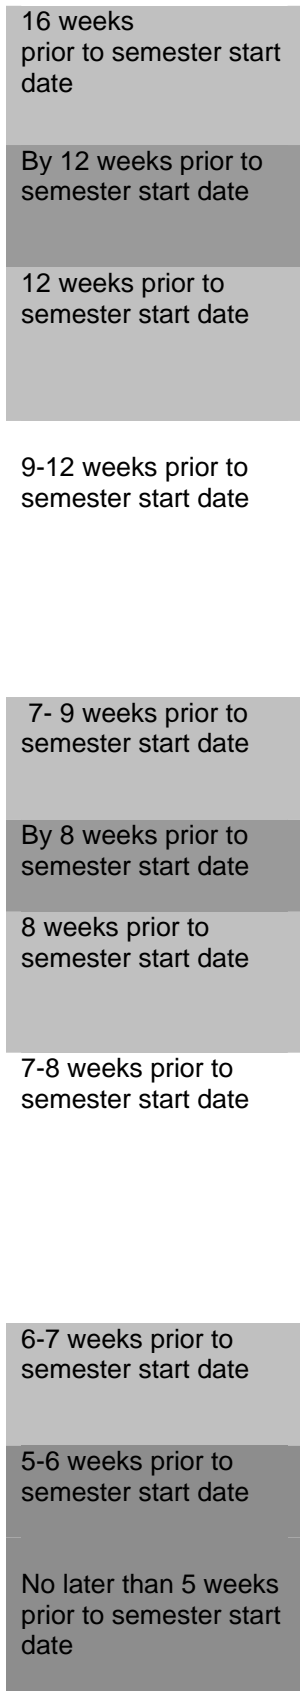 16 weeks
prior to semester start
date
By 12 weeks prior to
semester start date
12 weeks prior to
semester start date
9-12 weeks prior to
semester start date
7- 9 weeks prior to
semester start date
By 8 weeks prior to
semester start date
8 weeks prior to
semester start date
7-8 weeks prior to
semester start date
6-7 weeks prior to
semester start date
5-6 weeks prior to
semester start date
No later than 5 weeks
prior to semester start
date